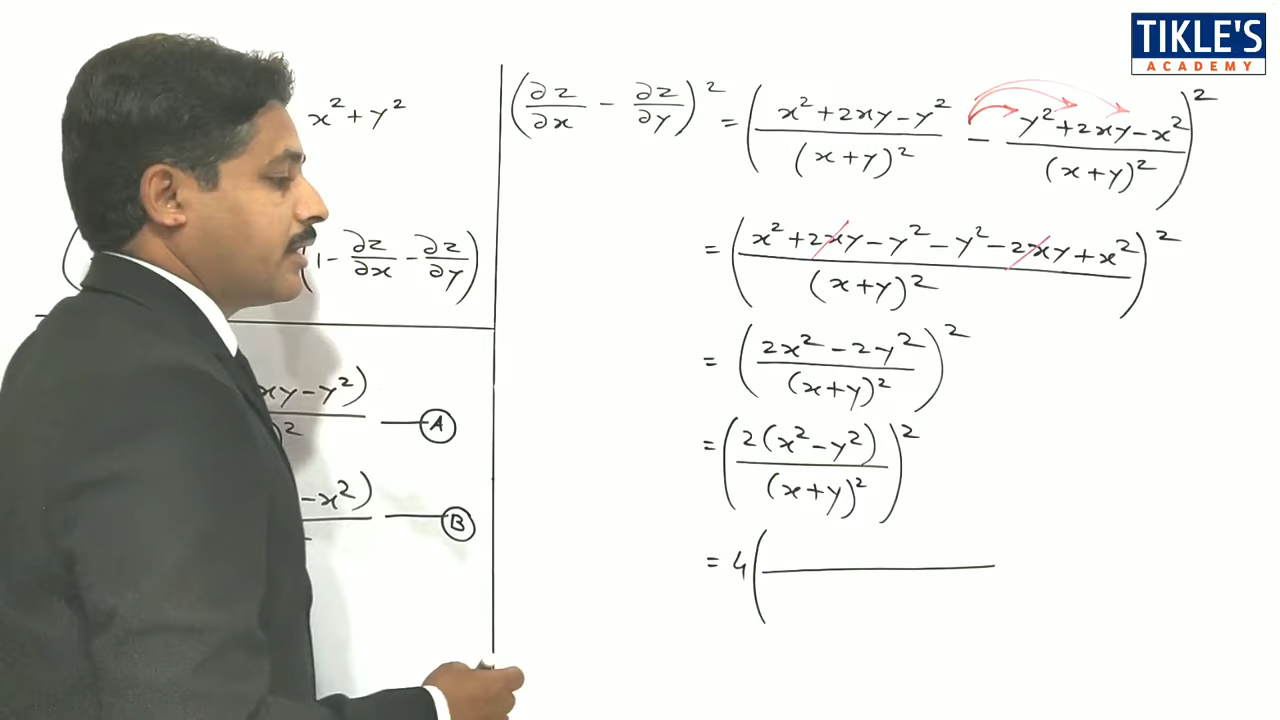 TIKLE'S
ACADEMY
x² + y²
1 - ∂z/∂x - ∂z/∂y )
xy - y²)
)²
A
- x²)
B
(∂z/∂x - ∂z/∂y)² = ( (x² + 2xy - y²)/(x+y)² - (y² + 2xy - x²)/(x+y)² )²
= ( (x² + 2xy - y² - y² - 2xy + x²)/(x+y)² )²
= ( (2x² - 2y²)/(x+y)² )²
= ( 2(x² - y²)/(x+y)² )²
= 4(